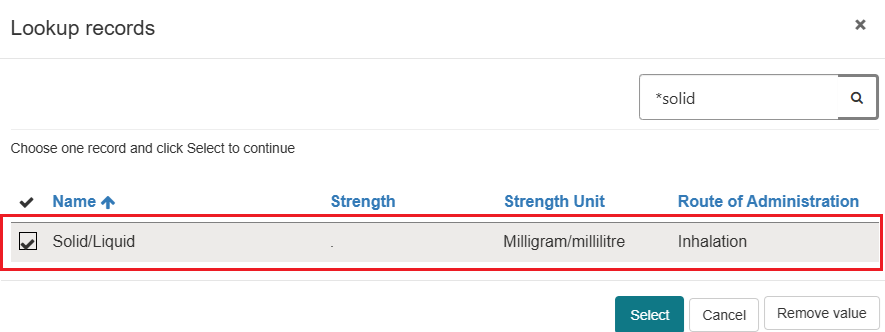 Lookup records ×
*solid
Choose one record and click Select to continue
Name Strength Strength Unit Route of Administration
Solid/Liquid . Milligram/millilitre Inhalation
Select Cancel Remove value